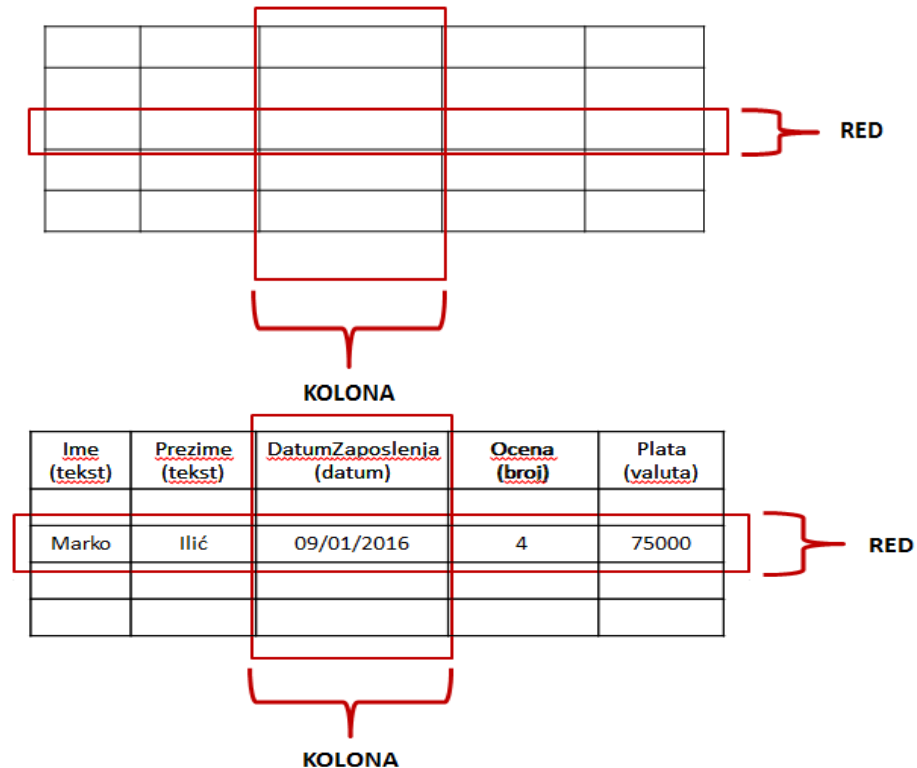 RED
KOLONA
Ime Prezime DatumZaposlenja Ocena Plata
(tekst) (tekst) (datum) (broj) (valuta)
Marko Ilić 09/01/2016 4 75000
RED
KOLONA